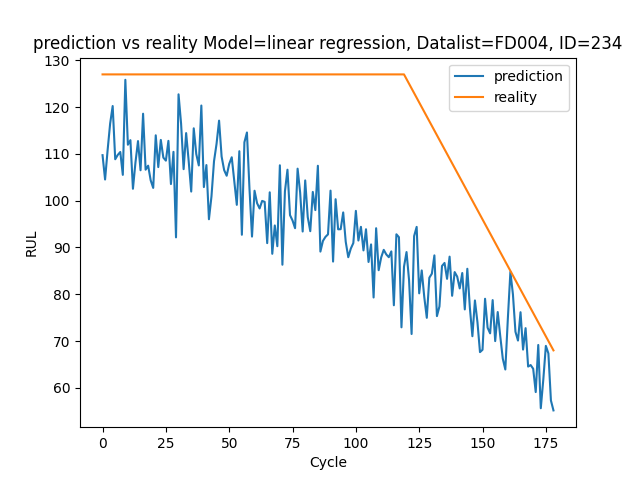 prediction vs reality Model=linear regression, Datalist=FD004, ID=234
prediction
reality
RUL
130
120
110
100
90
80
70
60
0 25 50 75 100 125 150 175
Cycle